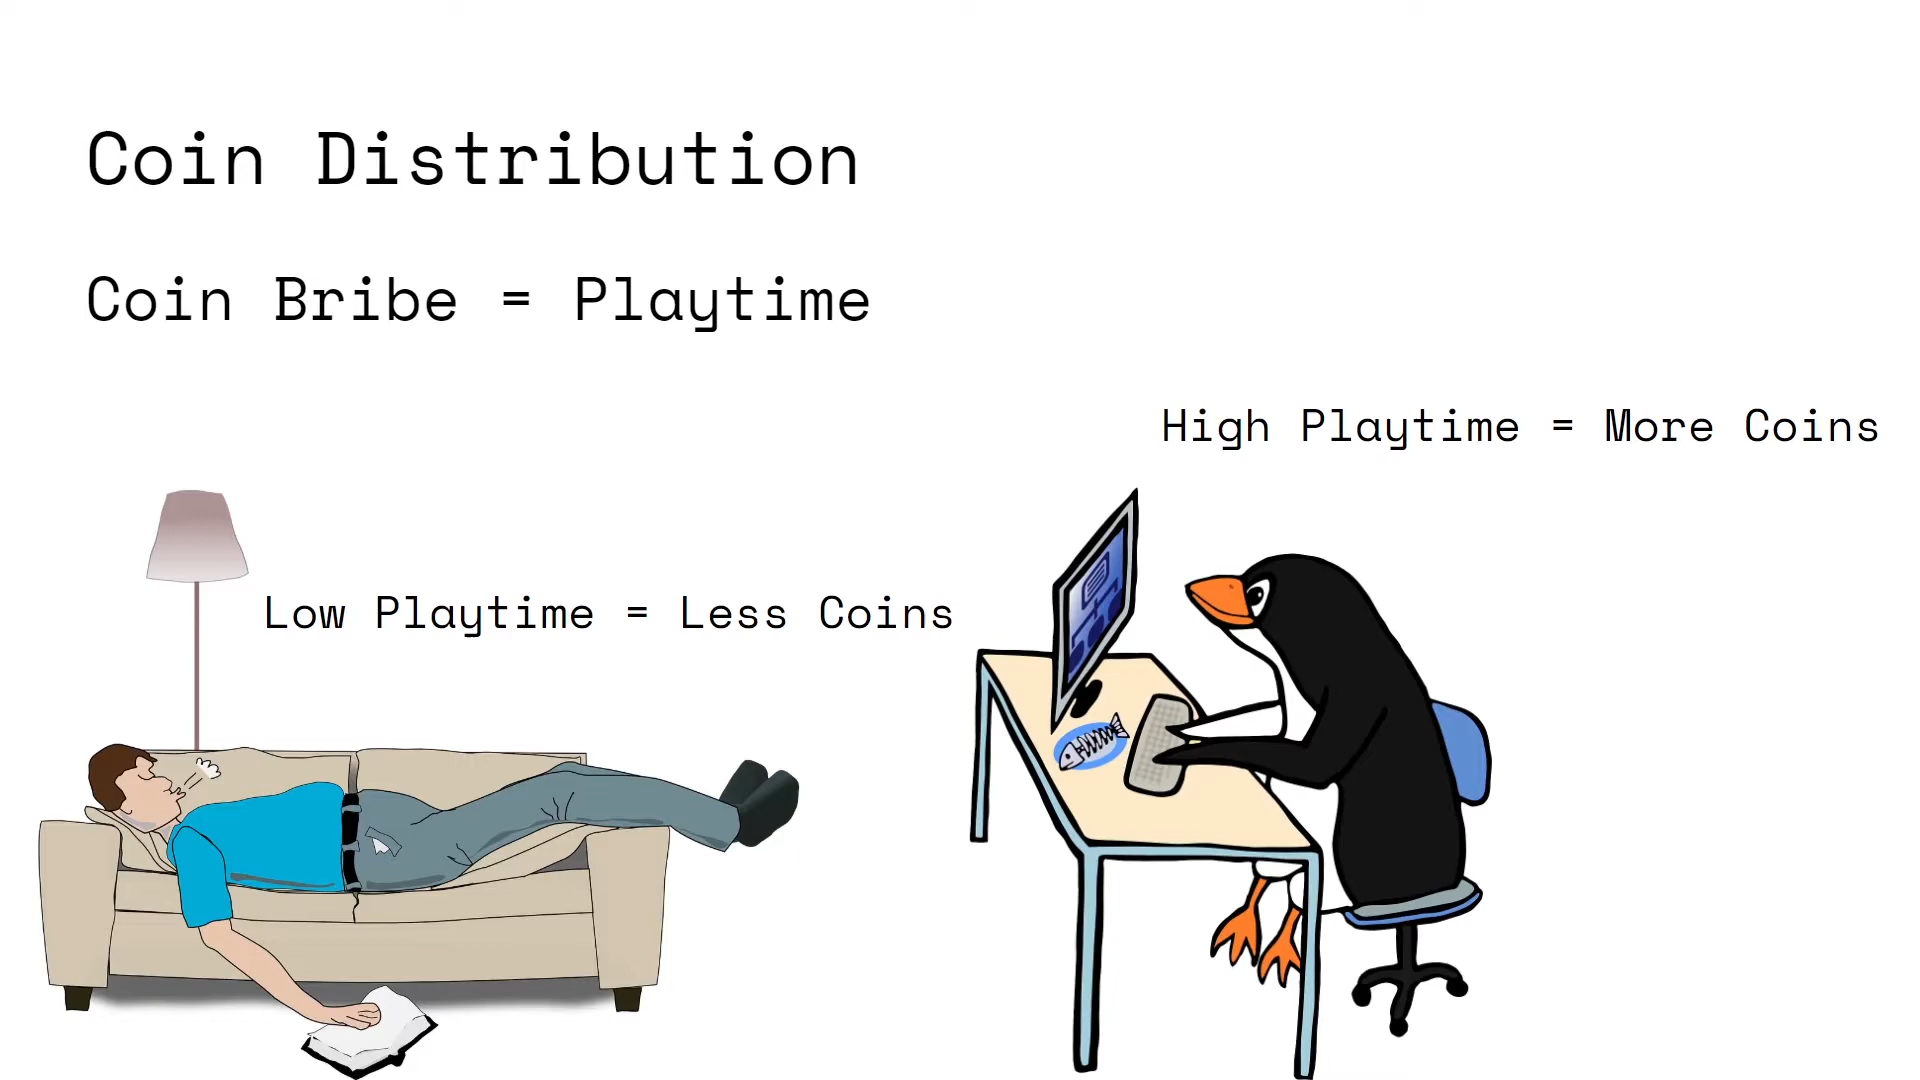 Coin Distribution
Coin Bribe = Playtime
High Playtime = More Coins
Low Playtime = Less Coins